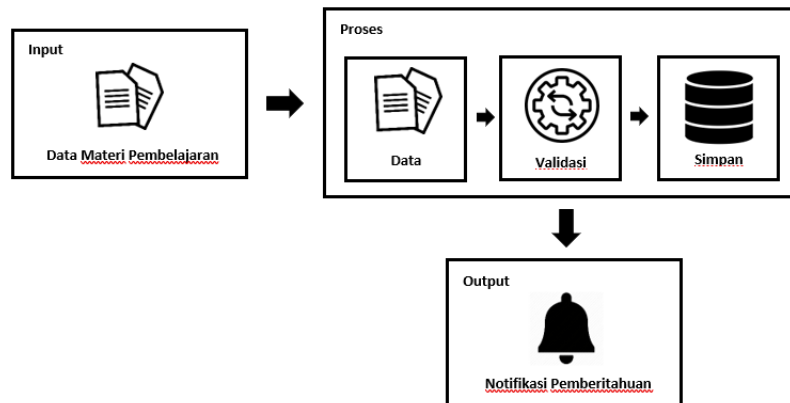 Input
Data Materi Pembelajaran
Proses
Data
Validasi
Simpan
Output
Notifikasi Pemberitahuan